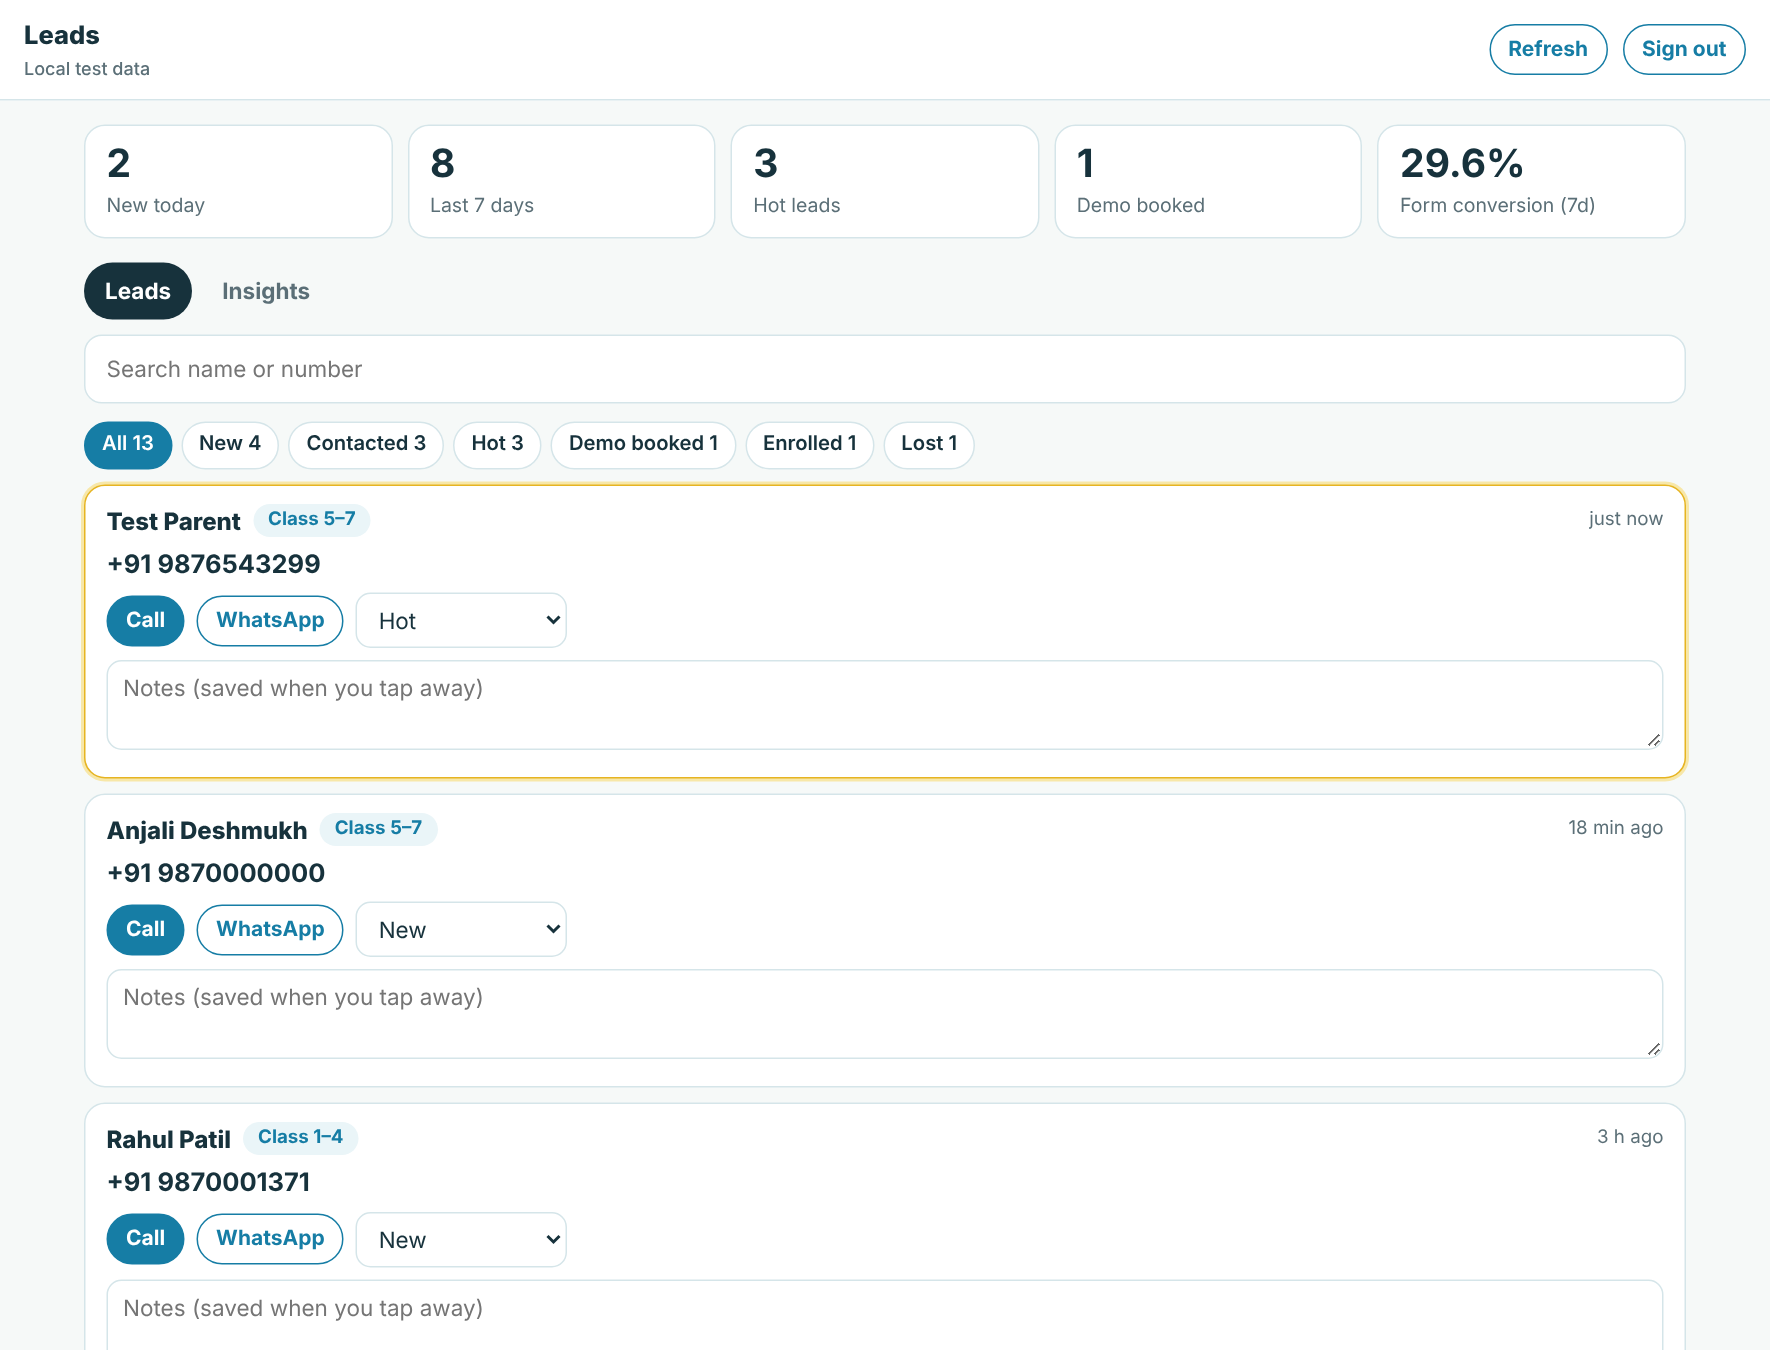 Leads
Local test data
Refresh
Sign out
2
New today
8
Last 7 days
3
Hot leads
1
Demo booked
29.6%
Form conversion (7d)
Leads
Insights
Search name or number
All 13
New 4
Contacted 3
Hot 3
Demo booked 1
Enrolled 1
Lost 1
Test Parent
Class 5–7
just now
+91 9876543299
Call
WhatsApp
Hot
Notes (saved when you tap away)
Anjali Deshmukh
Class 5–7
18 min ago
+91 9870000000
Call
WhatsApp
New
Notes (saved when you tap away)
Rahul Patil
Class 1–4
3 h ago
+91 9870001371
Call
WhatsApp
New
Notes (saved when you tap away)